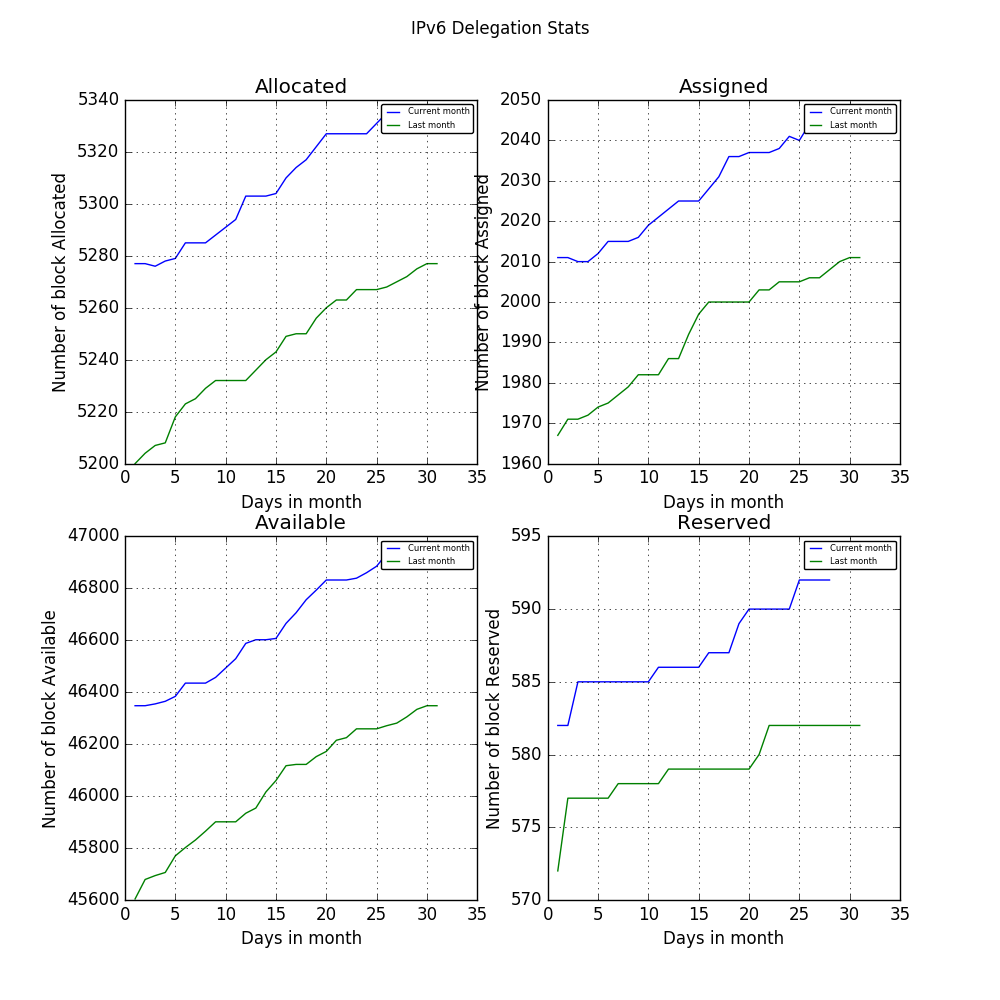 IPv6 Delegation Stats
Allocated
Number of block Allocated
5340
5320
5300
5280
5260
5240
5220
5200
Current month
Last month
0 5 10 15 20 25 30 35
Days in month
Assigned
Number of block Assigned
2050
2040
2030
2020
2010
2000
1990
1980
1970
1960
Current month
Last month
0 5 10 15 20 25 30 35
Days in month
Available
Number of block Available
47000
46800
46600
46400
46200
46000
45800
45600
Current month
Last month
0 5 10 15 20 25 30 35
Days in month
Reserved
Number of block Reserved
595
590
585
580
575
570
Current month
Last month
0 5 10 15 20 25 30 35
Days in month